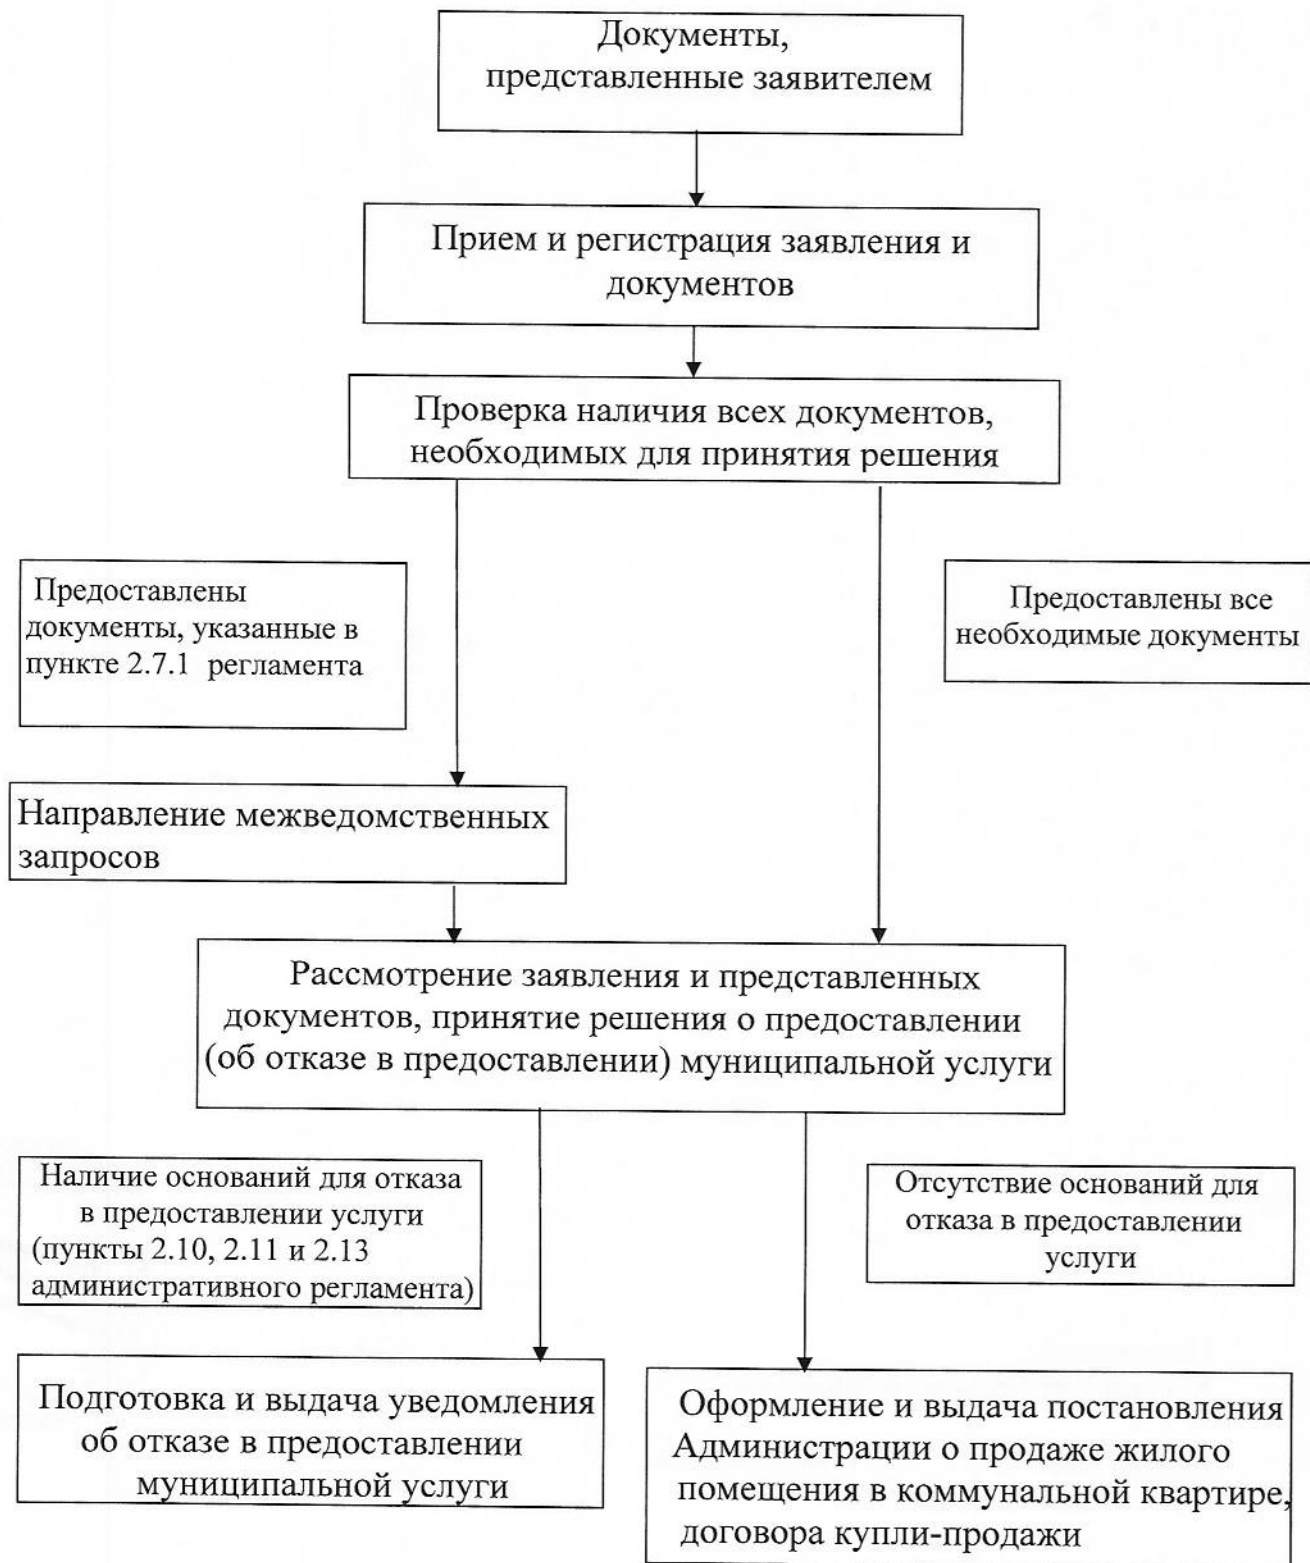 Документы,
представленные заявителем
Прием и регистрация заявления и
документов
Проверка наличия всех документов,
необходимых для принятия решения
Предоставлены
документы, указанные в
пункте 2.7.1 регламента
Предоставлены все
необходимые документы
Направление межведомственных
запросов
Рассмотрение заявления и представленных
документов, принятие решения о предоставлении
(об отказе в предоставлении) муниципальной услуги
Наличие оснований для отказа
в предоставлении услуги
(пункты 2.10, 2.11 и 2.13
административного регламента)
Отсутствие оснований для
отказа в предоставлении
услуги
Подготовка и выдача уведомления
об отказе в предоставлении
муниципальной услуги
Оформление и выдача постановления
Администрации о продаже жилого
помещения в коммунальной квартире,
договора купли-продажи